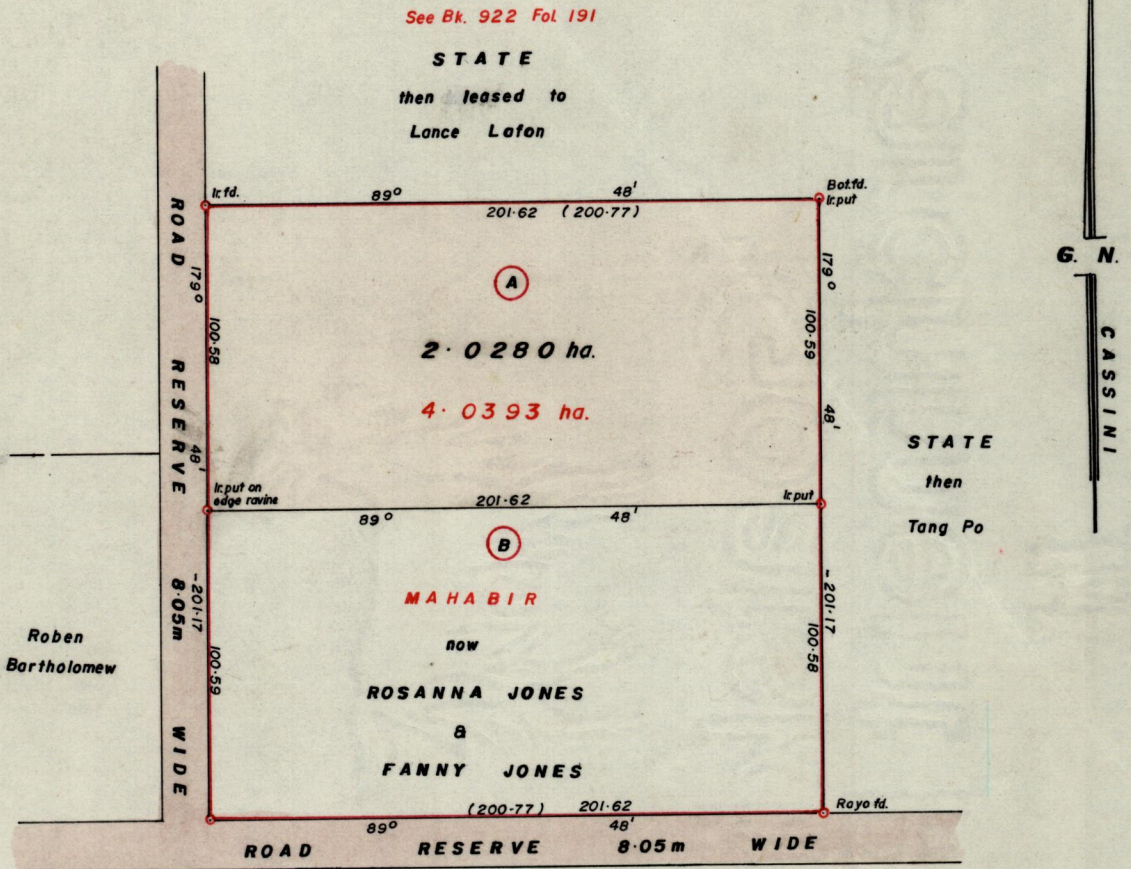 See Bk. 922 Fol. 191
STATE
then leased to
Lance Lafon
Ir. fd.
89° 48'
201·62 (200·77)
Bot. fd.
Ir. put
G. N.
CASSINI
ROAD RESERVE 8·05m WIDE
179° 48'
100·58
-201·17
100·59
A
2·0280 ha.
4·0393 ha.
179° 48'
100·59
-201·17
100·58
STATE
then
Tang Po
Ir. put on
edge ravine
201·62
Ir. put
89° 48'
B
MAHABIR
now
ROSANNA JONES
&
FANNY JONES
Roben
Bartholomew
(200·77) 201·62
Royo fd.
89° 48'
ROAD RESERVE 8·05m WIDE